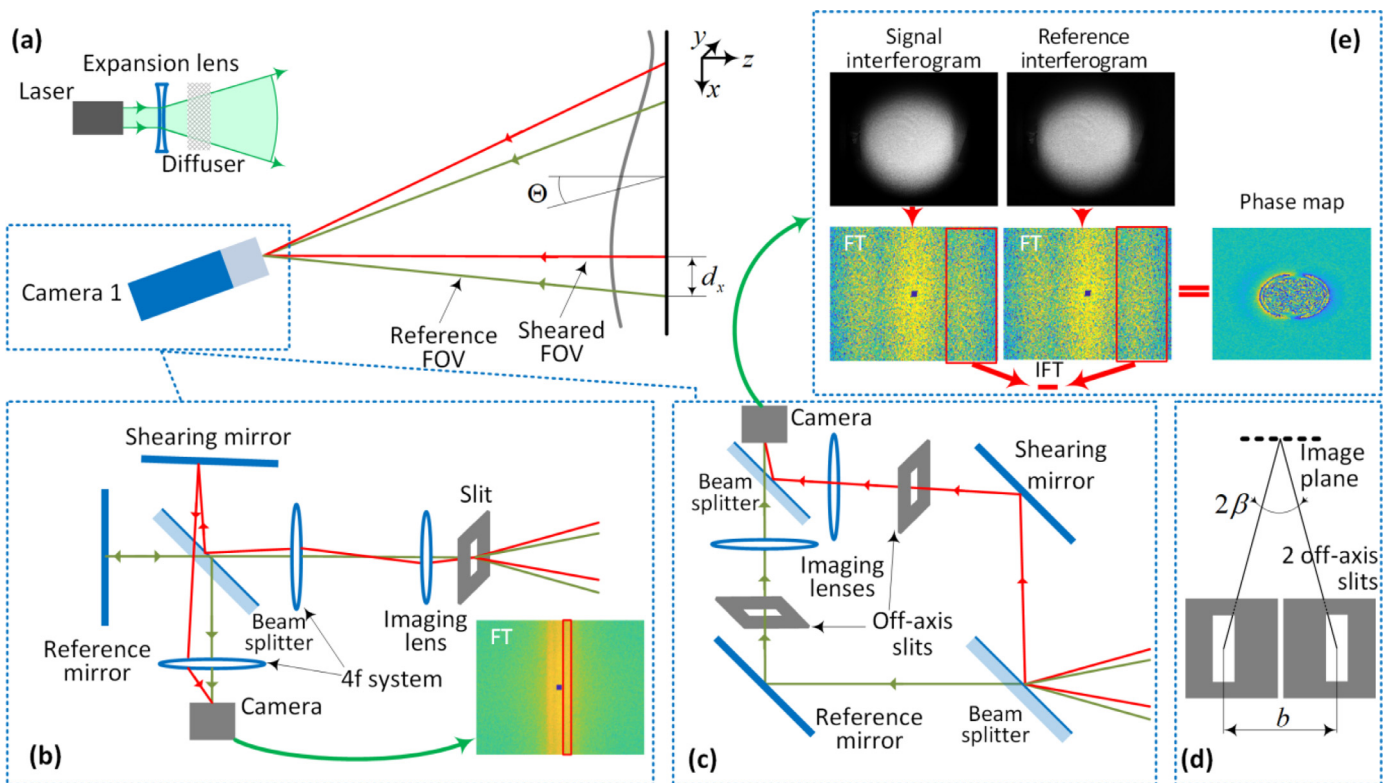 (a)
Expansion lens
Laser
Diffuser
Camera 1
Θ
y
z
x
d_x
Reference
FOV
Sheared
FOV
(e)
Signal
interferogram
Reference
interferogram
FT
FT
Phase map
IFT
Shearing mirror
Slit
Reference
mirror
Beam
splitter
Imaging
lens
4f system
FT
Camera
(b)
Camera
Beam
splitter
Shearing
mirror
Imaging
lenses
Off-axis
slits
Reference
mirror
Beam
splitter
(c)
Image
plane
2β
2 off-axis
slits
b
(d)